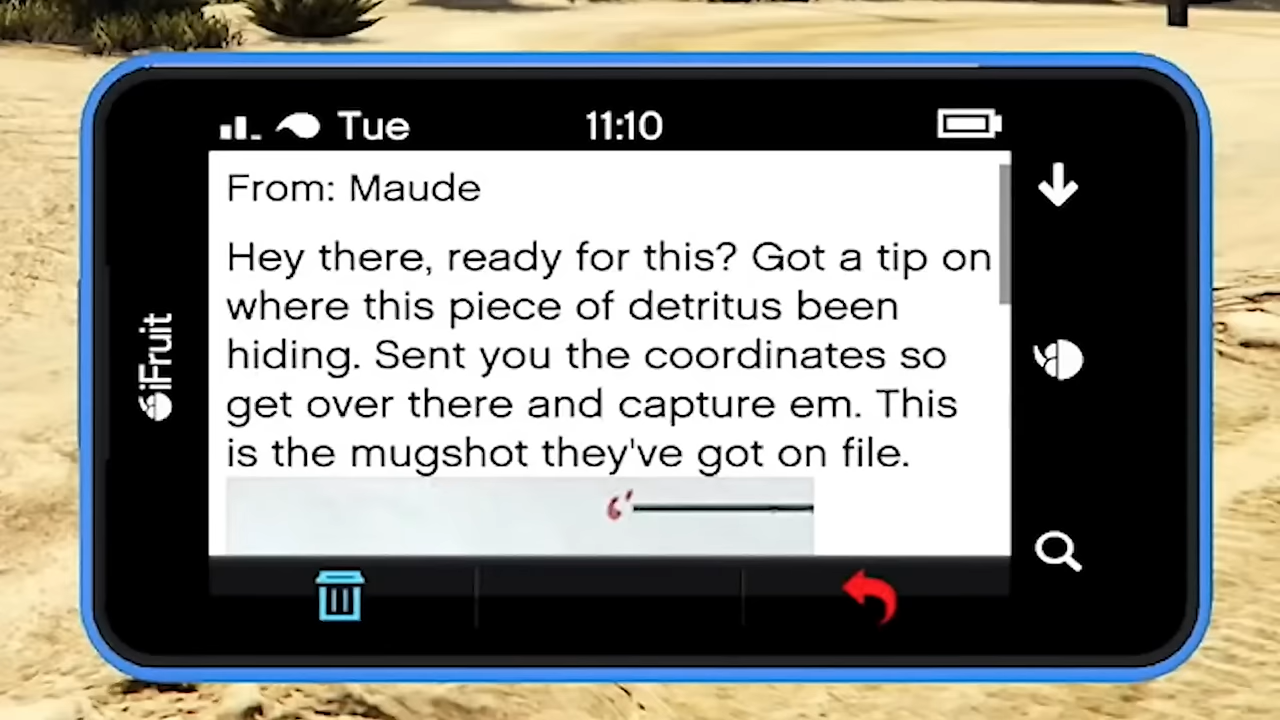 Tue 11:10
From: Maude
Hey there, ready for this? Got a tip on
where this piece of detritus been
hiding. Sent you the coordinates so
get over there and capture em. This
is the mugshot they've got on file.
6'
iFruit